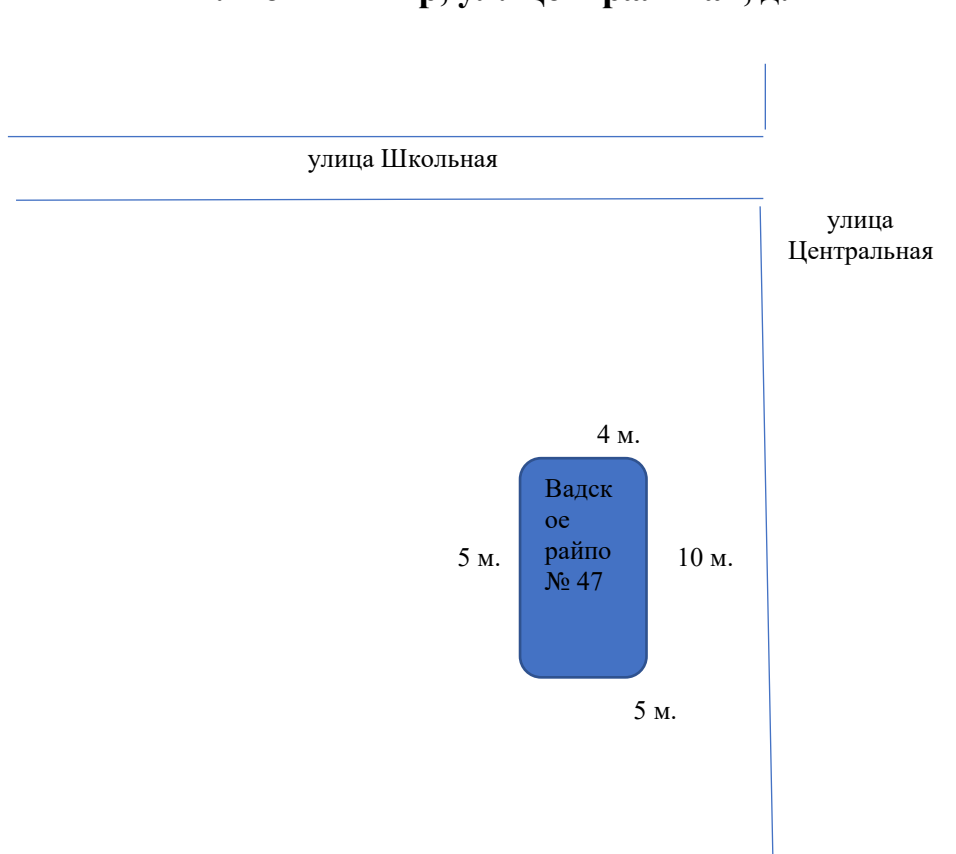 улица Школьная
улица
Центральная
4 м.
Вадск
ое
райпо
№ 47
5 м.
10 м.
5 м.